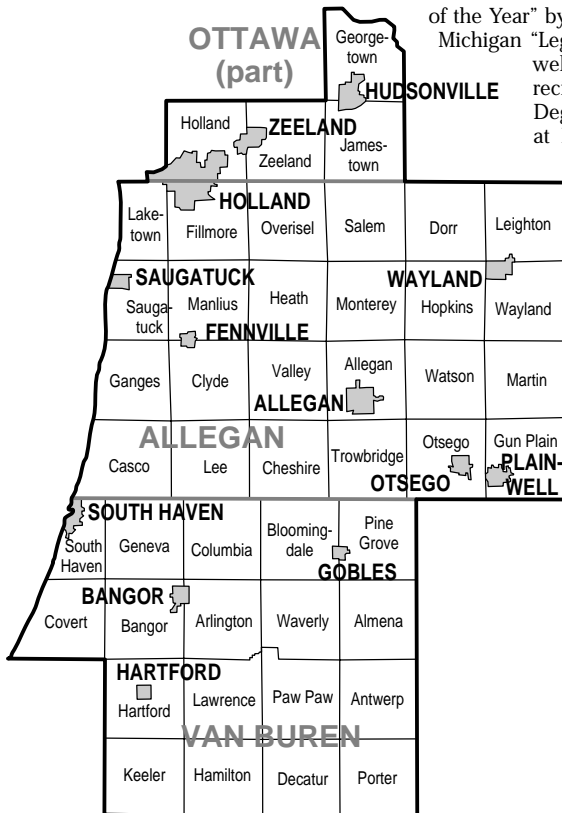 of the Year” by
Michigan “Leg
wel
reci
Deg
at
OTTAWA
(part)
George-
town
HUDSONVILLE
Holland
ZEELAND
Zeeland
James-
town
HOLLAND
Lake-
town
Fillmore
Overisel
Salem
Dorr
Leighton
SAUGATUCK
WAYLAND
Sauga-
tuck
Manlius
Heath
Monterey
Hopkins
Wayland
FENNVILLE
Ganges
Clyde
Valley
Allegan
Watson
Martin
ALLEGAN
ALLEGAN
Casco
Lee
Cheshire
Trowbridge
Otsego
Gun Plain
OTSEGO
PLAIN-
WELL
SOUTH HAVEN
South
Haven
Geneva
Columbia
Blooming-
dale
Pine
Grove
GOBLES
BANGOR
Covert
Bangor
Arlington
Waverly
Almena
HARTFORD
Hartford
Lawrence
Paw Paw
Antwerp
VAN BUREN
Keeler
Hamilton
Decatur
Porter